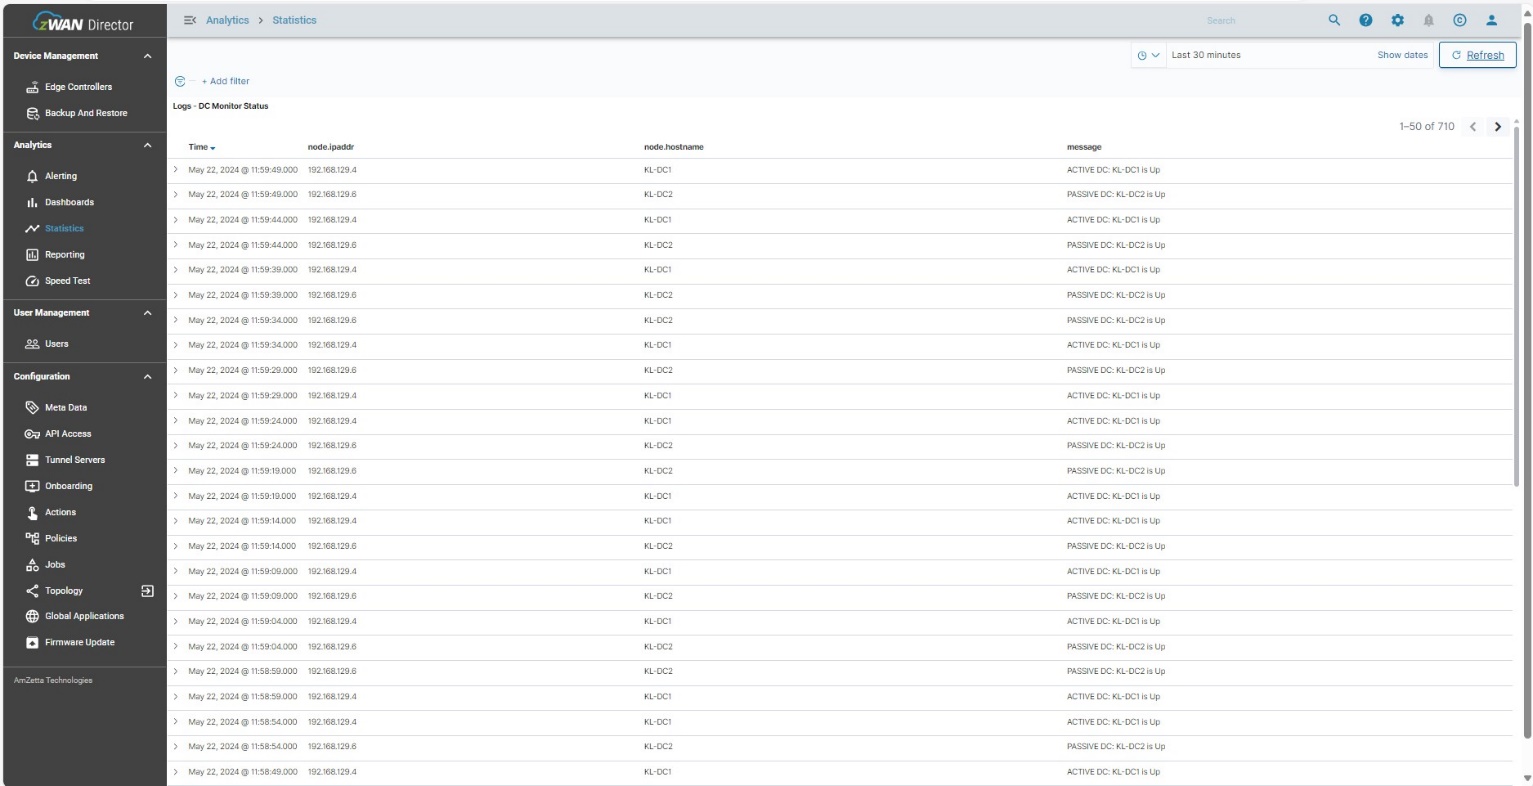 zWAN Director
Analytics > Statistics
Search
Last 30 minutes
Show dates
Refresh
+ Add filter
Logs - DC Monitor Status
1–50 of 710
Device Management
Edge Controllers
Backup And Restore
Analytics
Alerting
Dashboards
Statistics
Reporting
Speed Test
User Management
Users
Configuration
Meta Data
API Access
Tunnel Servers
Onboarding
Actions
Policies
Jobs
Topology
Global Applications
Firmware Update
AmZetta Technologies
Time node.ipaddr node.hostname message
May 22, 2024 @ 11:59:49.000 192.168.129.4 KL-DC1 ACTIVE DC: KL-DC1 is Up
May 22, 2024 @ 11:59:49.000 192.168.129.6 KL-DC2 PASSIVE DC: KL-DC2 is Up
May 22, 2024 @ 11:59:44.000 192.168.129.4 KL-DC1 ACTIVE DC: KL-DC1 is Up
May 22, 2024 @ 11:59:44.000 192.168.129.6 KL-DC2 PASSIVE DC: KL-DC2 is Up
May 22, 2024 @ 11:59:39.000 192.168.129.4 KL-DC1 ACTIVE DC: KL-DC1 is Up
May 22, 2024 @ 11:59:39.000 192.168.129.6 KL-DC2 PASSIVE DC: KL-DC2 is Up
May 22, 2024 @ 11:59:34.000 192.168.129.6 KL-DC2 PASSIVE DC: KL-DC2 is Up
May 22, 2024 @ 11:59:34.000 192.168.129.4 KL-DC1 ACTIVE DC: KL-DC1 is Up
May 22, 2024 @ 11:59:29.000 192.168.129.6 KL-DC2 PASSIVE DC: KL-DC2 is Up
May 22, 2024 @ 11:59:29.000 192.168.129.4 KL-DC1 ACTIVE DC: KL-DC1 is Up
May 22, 2024 @ 11:59:24.000 192.168.129.4 KL-DC1 ACTIVE DC: KL-DC1 is Up
May 22, 2024 @ 11:59:24.000 192.168.129.6 KL-DC2 PASSIVE DC: KL-DC2 is Up
May 22, 2024 @ 11:59:19.000 192.168.129.6 KL-DC2 PASSIVE DC: KL-DC2 is Up
May 22, 2024 @ 11:59:19.000 192.168.129.4 KL-DC1 ACTIVE DC: KL-DC1 is Up
May 22, 2024 @ 11:59:14.000 192.168.129.4 KL-DC1 ACTIVE DC: KL-DC1 is Up
May 22, 2024 @ 11:59:14.000 192.168.129.6 KL-DC2 PASSIVE DC: KL-DC2 is Up
May 22, 2024 @ 11:59:09.000 192.168.129.4 KL-DC1 ACTIVE DC: KL-DC1 is Up
May 22, 2024 @ 11:59:09.000 192.168.129.6 KL-DC2 PASSIVE DC: KL-DC2 is Up
May 22, 2024 @ 11:59:04.000 192.168.129.4 KL-DC1 ACTIVE DC: KL-DC1 is Up
May 22, 2024 @ 11:59:04.000 192.168.129.6 KL-DC2 PASSIVE DC: KL-DC2 is Up
May 22, 2024 @ 11:58:59.000 192.168.129.6 KL-DC2 PASSIVE DC: KL-DC2 is Up
May 22, 2024 @ 11:58:59.000 192.168.129.4 KL-DC1 ACTIVE DC: KL-DC1 is Up
May 22, 2024 @ 11:58:54.000 192.168.129.4 KL-DC1 ACTIVE DC: KL-DC1 is Up
May 22, 2024 @ 11:58:54.000 192.168.129.6 KL-DC2 PASSIVE DC: KL-DC2 is Up
May 22, 2024 @ 11:58:49.000 192.168.129.4 KL-DC1 ACTIVE DC: KL-DC1 is Up